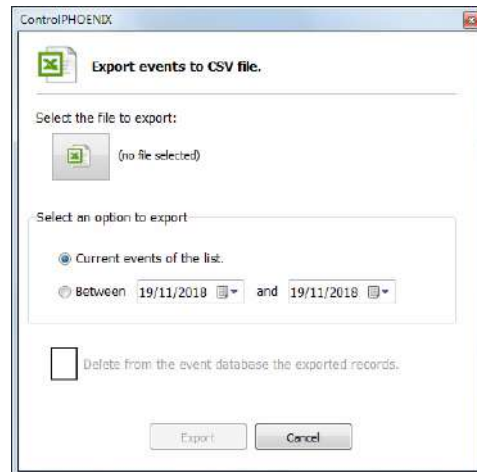 ControlPHOENIX
Export events to CSV file.
Select the file to export:
(no file selected)
Select an option to export
Current events of the list.
Between 19/11/2018 and 19/11/2018
Delete from the event database the exported records.
Export Cancel